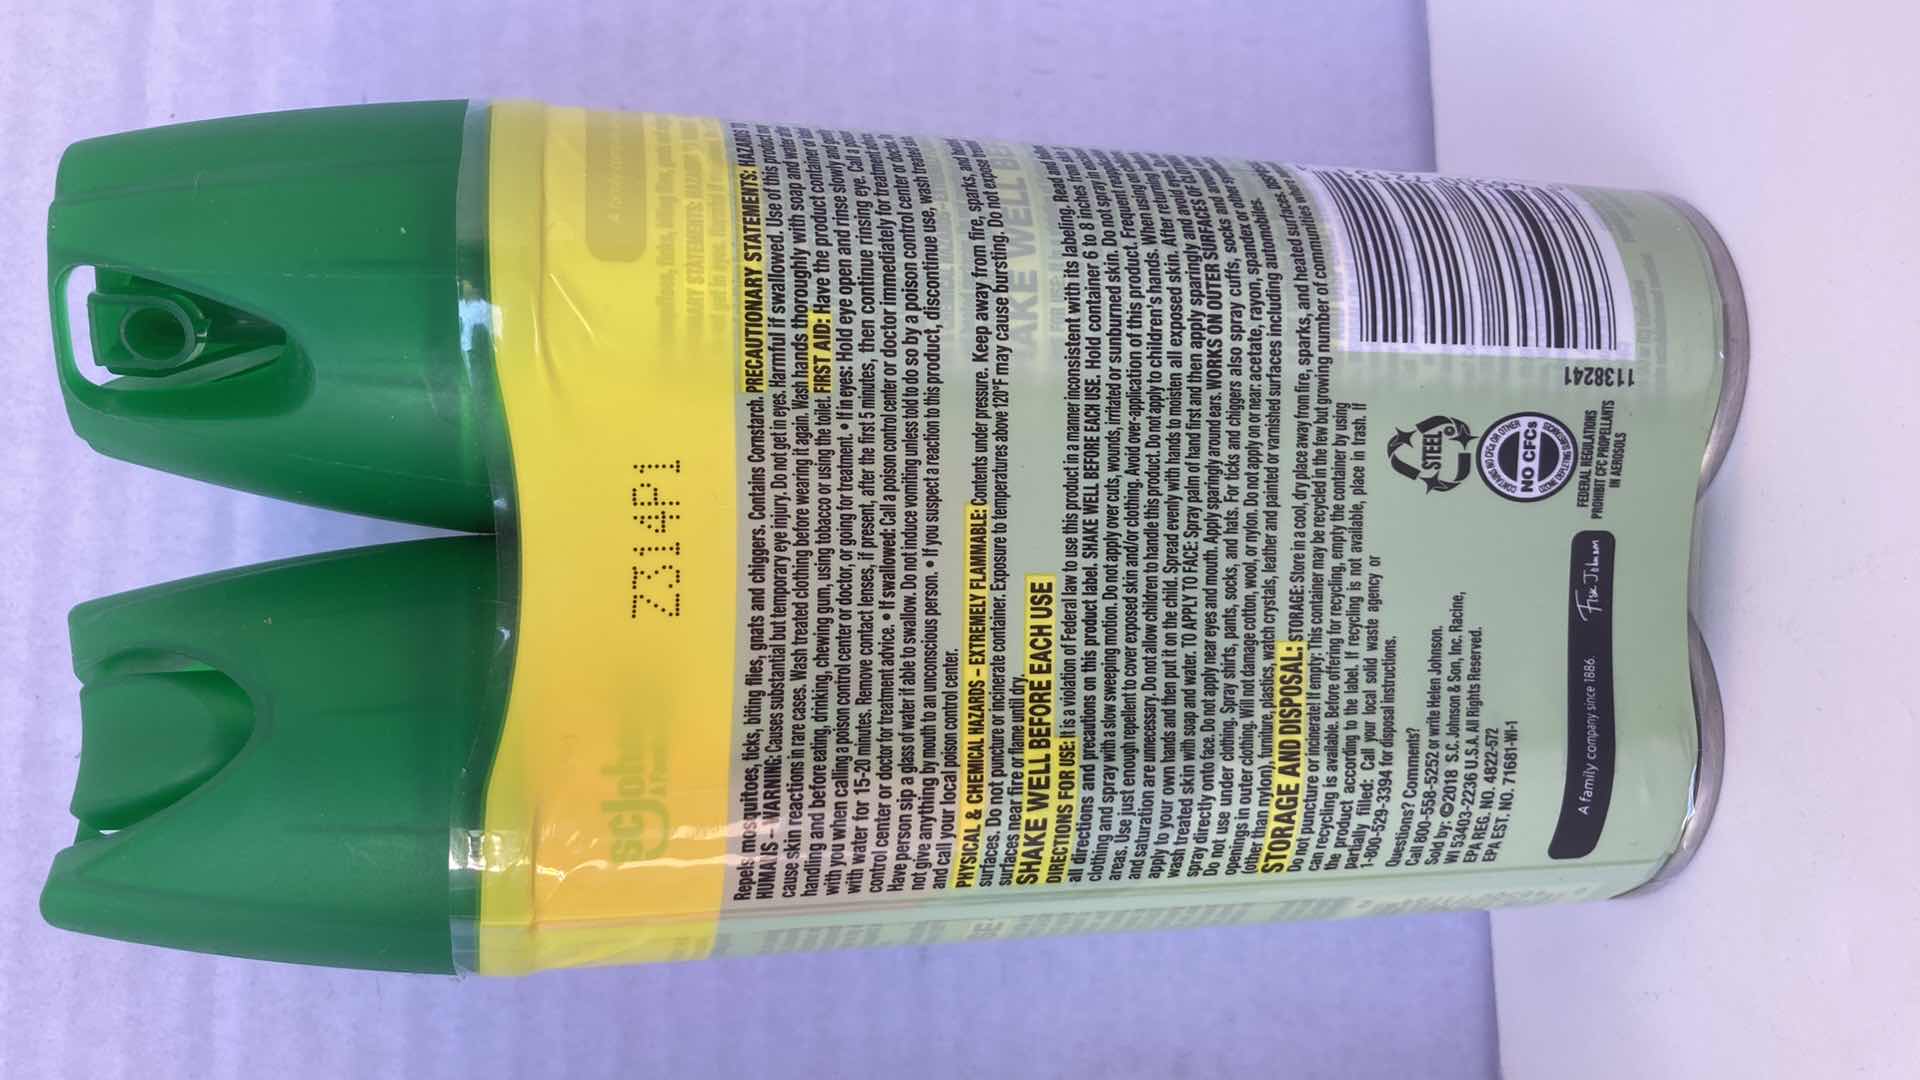 Z314P1
Repels mosquitoes, ticks, biting flies, gnats and chiggers. Contains Cornstarch. PRECAUTIONARY STATEMENTS: HAZARDS TO
HUMANS – WARNING: Causes substantial but temporary eye injury. Do not get in eyes. Harmful if swallowed. Use of this product may
cause skin reactions in rare cases. Wash treated clothing before wearing it again. Wash hands thoroughly with soap and water after
handling and before eating, drinking, chewing gum, using tobacco or using the toilet. FIRST AID: Have the product container or label
with you when calling a poison control center or doctor, or going for treatment. • If in eyes: Hold eye open and rinse slowly and gently
with water for 15-20 minutes. Remove contact lenses, if present, after the first 5 minutes, then continue rinsing eye. Call a poison
control center or doctor for treatment advice. • If swallowed: Call a poison control center or doctor immediately for treatment advice.
Have person sip a glass of water if able to swallow. Do not induce vomiting unless told to do so by a poison control center or doctor. Do
not give anything by mouth to an unconscious person. • If you suspect a reaction to this product, discontinue use, wash treated skin
and call your local poison control center.
PHYSICAL & CHEMICAL HAZARDS – EXTREMELY FLAMMABLE: Contents under pressure. Keep away from fire, sparks, and heated
surfaces. Do not puncture or incinerate container. Exposure to temperatures above 120°F may cause bursting. Do not expose treated
surfaces near fire or flame until dry.
SHAKE WELL BEFORE EACH USE
DIRECTIONS FOR USE: It is a violation of Federal law to use this product in a manner inconsistent with its labeling. Read and follow
all directions and precautions on this product label. SHAKE WELL BEFORE EACH USE. Hold container 6 to 8 inches from skin or
clothing and spray with a slow sweeping motion. Do not apply over cuts, wounds, irritated or sunburned skin. Do not spray in enclosed
areas. Use just enough repellent to cover exposed skin and/or clothing. Avoid over-application of this product. Frequent
and saturation are unnecessary. Do not allow children to handle this product. Do not apply to children's hands. When using on
apply to your own hands and then put it on the child. Spread evenly with hands to moisten all exposed skin. After returning
wash treated skin with soap and water. TO APPLY TO FACE: Spray palm of hand first and then apply sparingly and avoid eyes.
spray directly onto face. Do not apply near eyes and mouth. Apply sparingly around ears. WORKS ON OUTER SURFACES OF CLOTHING
Do not use under clothing. Spray shirts, pants, socks, and hats. For ticks and chiggers also spray cuffs, socks and
openings in outer clothing. Will not damage cotton, wool, or nylon. Do not apply on or near acetate, rayon, spandex or other
(other than nylon), furniture, plastics, watch crystals, leather and painted or varnished surfaces including automobiles.
STORAGE AND DISPOSAL: STORAGE: Store in a cool, dry place away from fire, sparks, and heated surfaces.
Do not puncture or incinerate! If empty: This container may be recycled in the few but growing number of communities where
can recycling is available. Before offering for recycling, empty the container by using
the product according to the label. If recycling is not available, place in trash. If
partially filled: Call your local solid waste agency or
1-800-529-3394 for disposal instructions.
Questions? Comments?
Call 800-558-5252 or write Helen Johnson.
Sold by: ©2018 S.C. Johnson & Son, Inc. Racine,
WI 53403-2236 U.S.A. All Rights Reserved.
EPA REG. NO. 4822-572
EPA EST. NO. 71681-WI-1
STEEL
CONTAINS NO CFCs OR OTHER
NO CFCs
OZONE DEPLETING SUBSTANCES
FEDERAL REGULATIONS
PROHIBIT CFC PROPELLANTS
IN AEROSOLS
1138241
A family company since 1886. Fisk Johnson